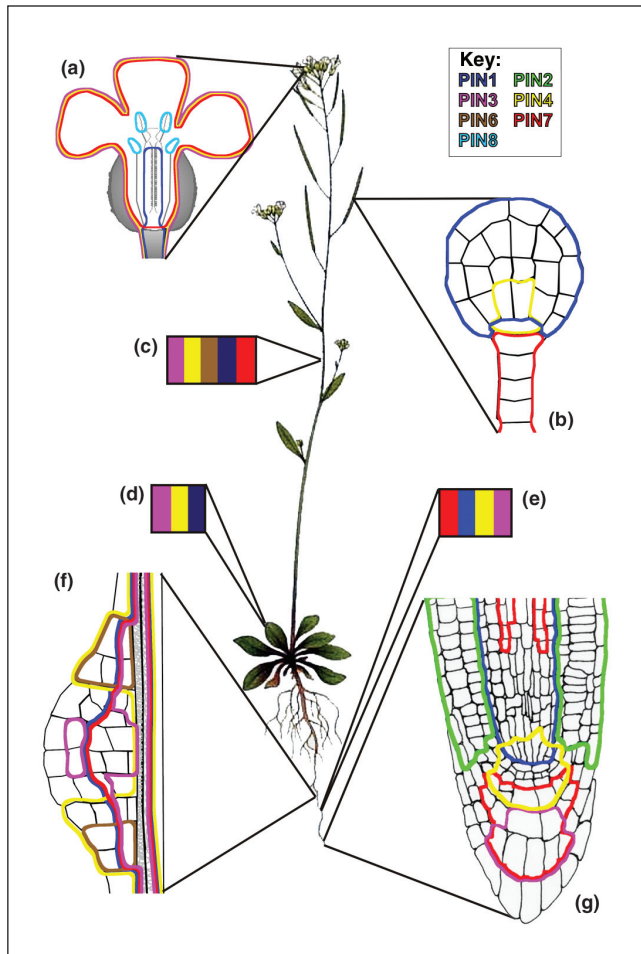 (a)
Key:
PIN1 PIN2
PIN3 PIN4
PIN6 PIN7
PIN8
(c)
(b)
(d)
(e)
(f)
(g)